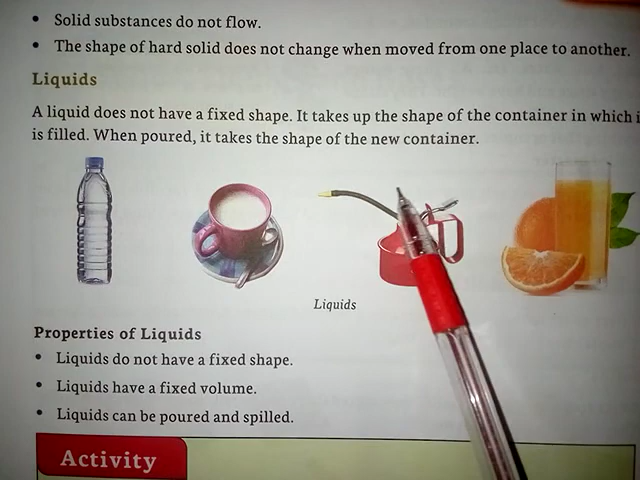 • Solid substances do not flow.
• The shape of hard solid does not change when moved from one place to another.
Liquids
A liquid does not have a fixed shape. It takes up the shape of the container in which
is filled. When poured, it takes the shape of the new container.
Liquids
Properties of Liquids
• Liquids do not have a fixed shape.
• Liquids have a fixed volume.
• Liquids can be poured and spilled.
Activity